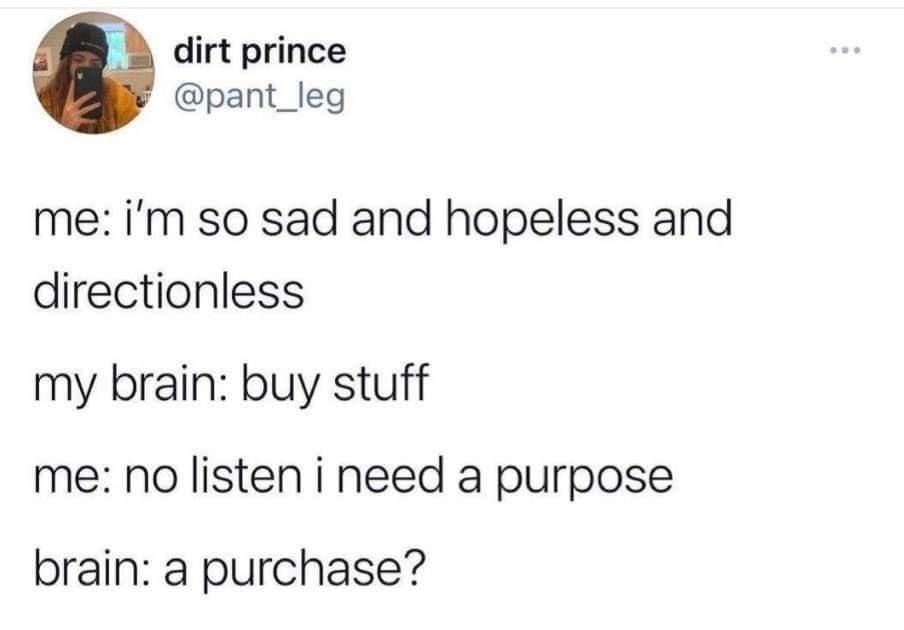 dirt prince
@pant_leg
me: i'm so sad and hopeless and
directionless
my brain: buy stuff
me: no listen i need a purpose
brain: a purchase?